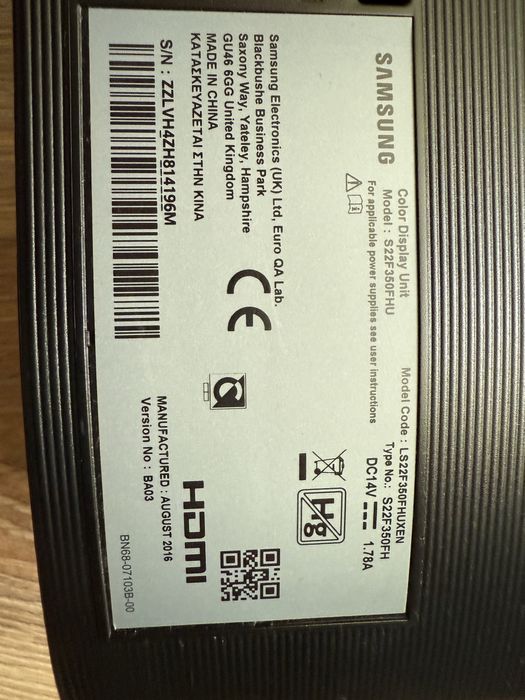 SAMSUNG
Color Display Unit
Model : S22F350FHU
For applicable power supplies see user instructions
Model Code : LS22F350FHUXEN
Type No.: S22F350FH
DC14V 1.78A
Samsung Electronics (UK) Ltd, Euro QA Lab.
Blackbushe Business Park
Saxony Way, Yateley, Hampshire
GU46 6GG United Kingdom
MADE IN CHINA
ΚΑΤΑΣΚΕΥΑΖΕΤΑΙ ΣΤΗΝ ΚΙΝΑ
CE
Hg
HDMI
S/N : ZZLVH4ZH814196M
MANUFACTURED : AUGUST 2016
Version No : BA03
BN68-07103B-00